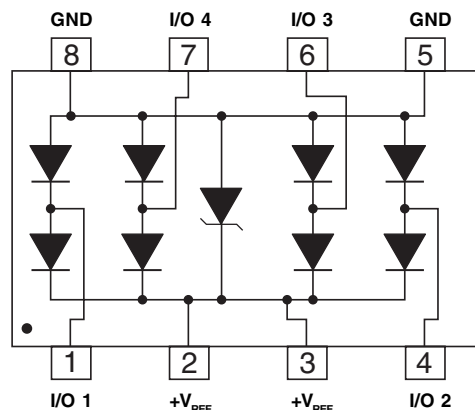 GND I/O 4 I/O 3 GND
8 7 6 5
1 2 3 4
I/O 1 +VREF +VREF I/O 2